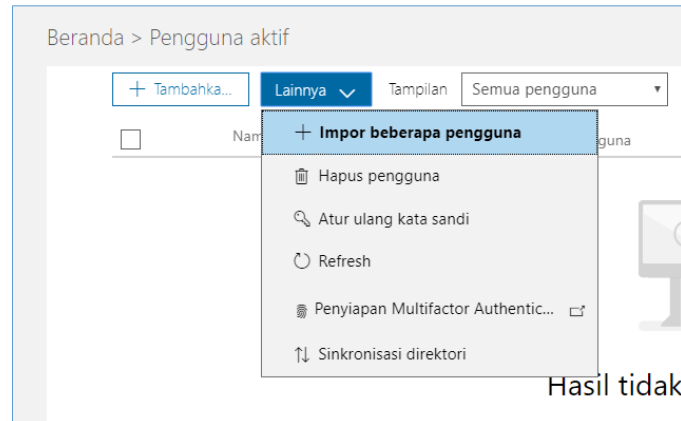 Beranda > Pengguna aktif
+ Tambahka... Lainnya Tampilan Semua pengguna
Nam guna
+ Impor beberapa pengguna
Hapus pengguna
Atur ulang kata sandi
Refresh
Penyiapan Multifactor Authentic...
Sinkronisasi direktori
Hasil tidak